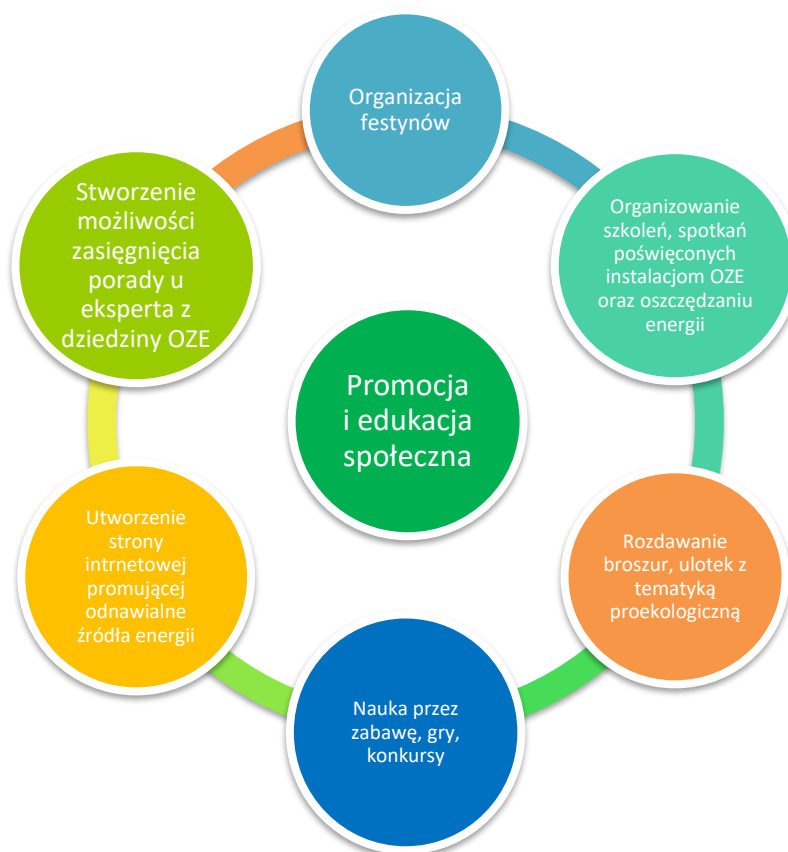 Organizacja
festynów
Organizowanie
szkoleń, spotkań
poświęconych
instalacjom OZE
oraz oszczędzaniu
energii
Rozdawanie
broszur, ulotek z
tematyką
proekologiczną
Nauka przez
zabawę, gry,
konkursy
Utworzenie
strony
intrnetowej
promującej
odnawialne
źródła energii
Stworzenie
możliwości
zasięgnięcia
porady u
eksperta z
dziedziny OZE
Promocja
i edukacja
społeczna